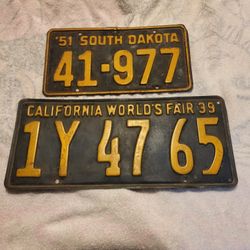 '51 SOUTH DAKOTA
41-977
CALIFORNIA WORLD'S FAIR 39
1Y 47 65